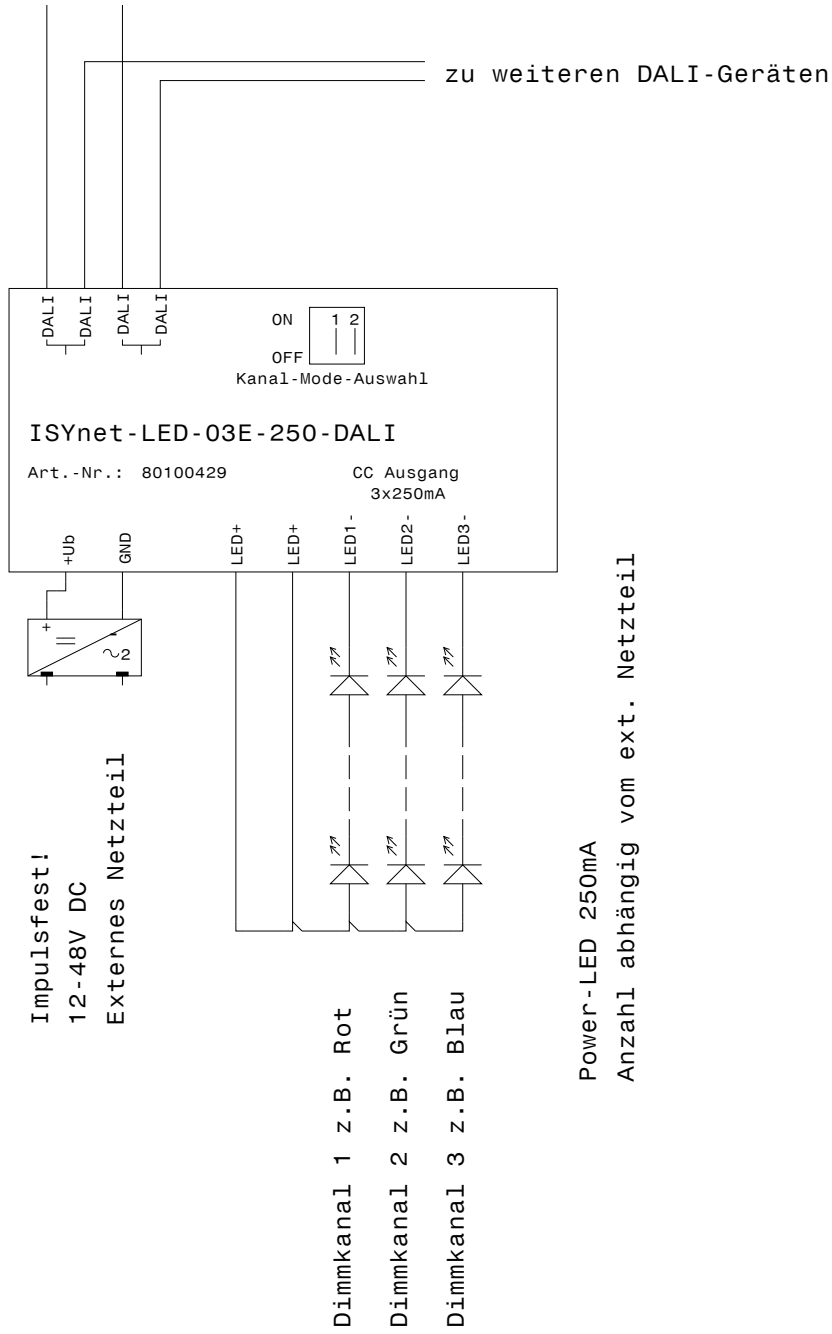 zu weiteren DALI-Geräten
DALI
DALI
DALI
DALI
ON
1 2
OFF
Kanal-Mode-Auswahl
ISYnet-LED-03E-250-DALI
Art.-Nr.: 80100429
CC Ausgang
3x250mA
+Ub
GND
LED+
LED+
LED1-
LED2-
LED3-
+
-
~2
Impulsfest!
12-48V DC
Externes Netzteil
Dimmkanal 1 z.B. Rot
Dimmkanal 2 z.B. Grün
Dimmkanal 3 z.B. Blau
Power-LED 250mA
Anzahl abhängig vom ext. Netzteil